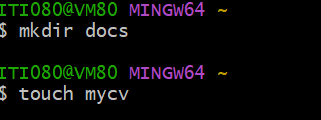 ITI080@VM80 MINGW64 ~
$ mkdir docs
ITI080@VM80 MINGW64 ~
$ touch mycv